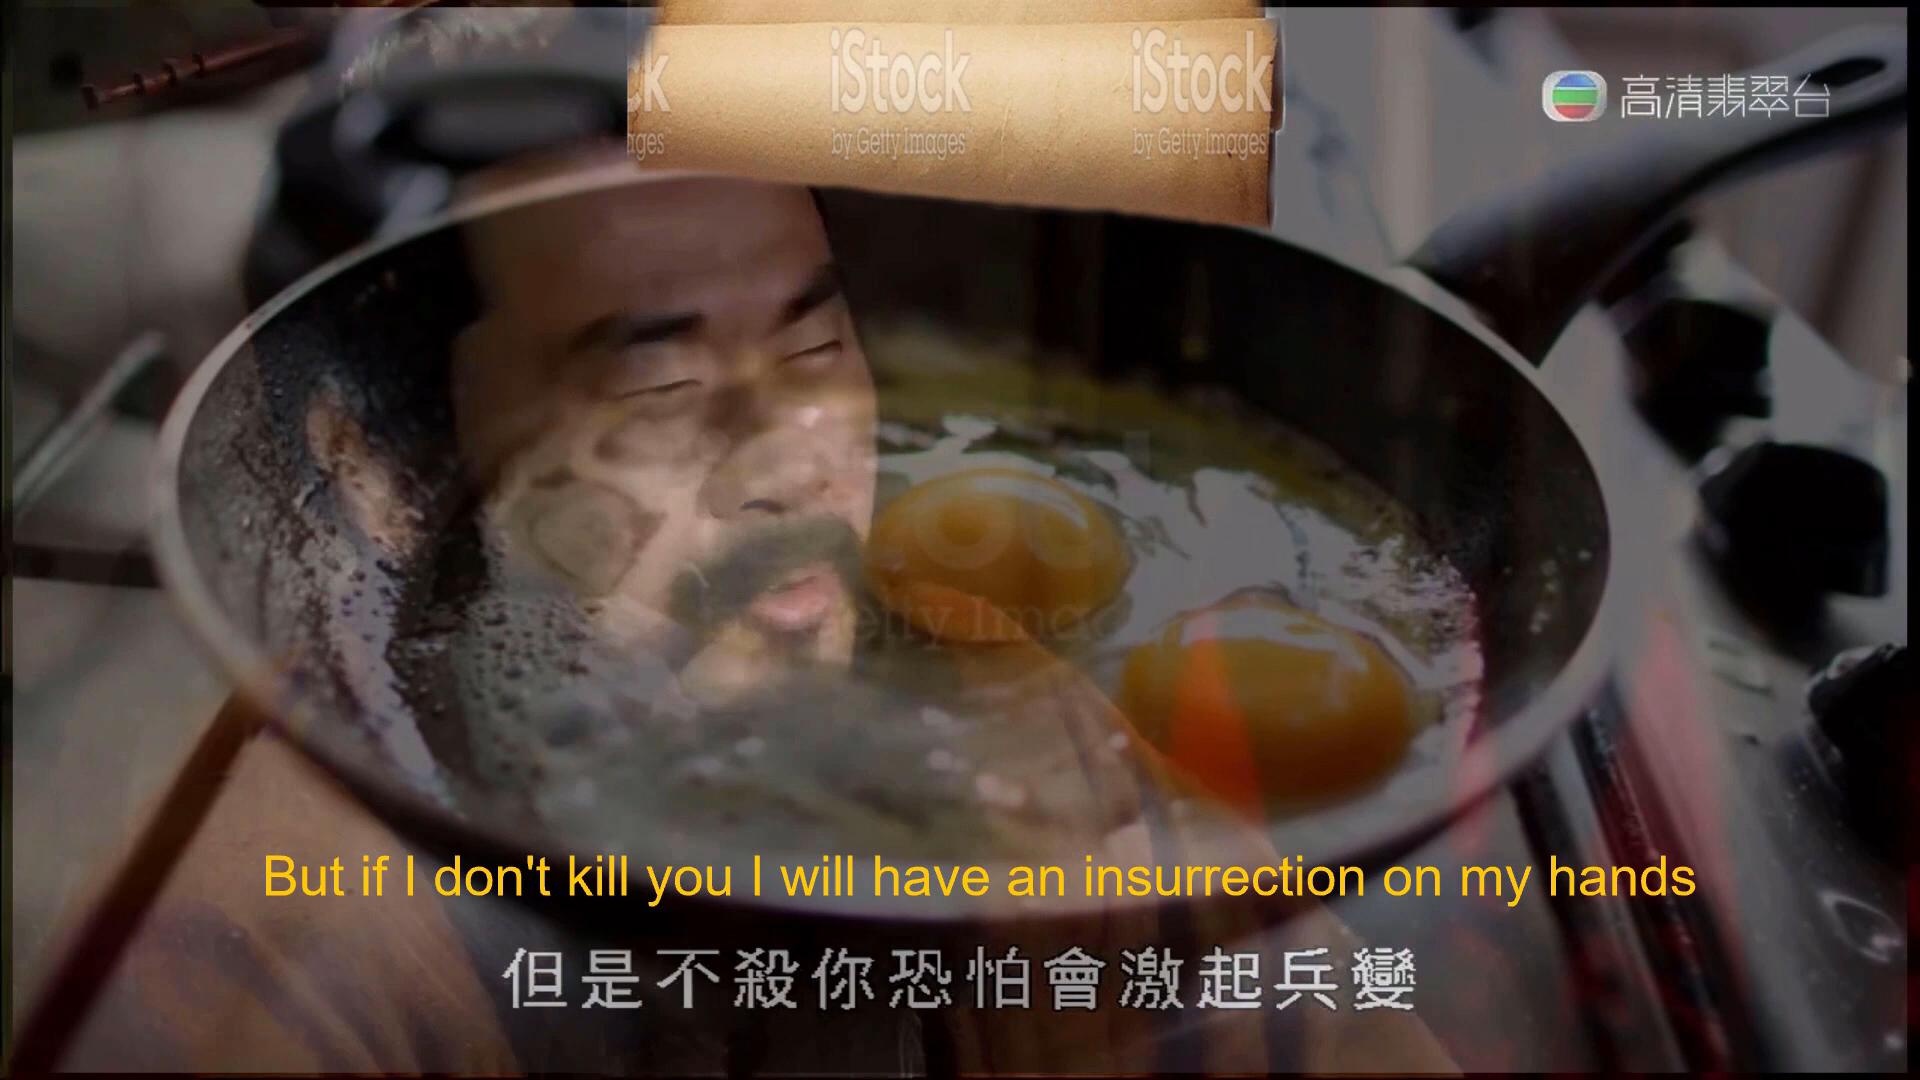 iStock iStock
by Getty Images by Getty Images
高清翡翠台
But if I don't kill you I will have an insurrection on my hands
但是不殺你恐怕會激起兵變